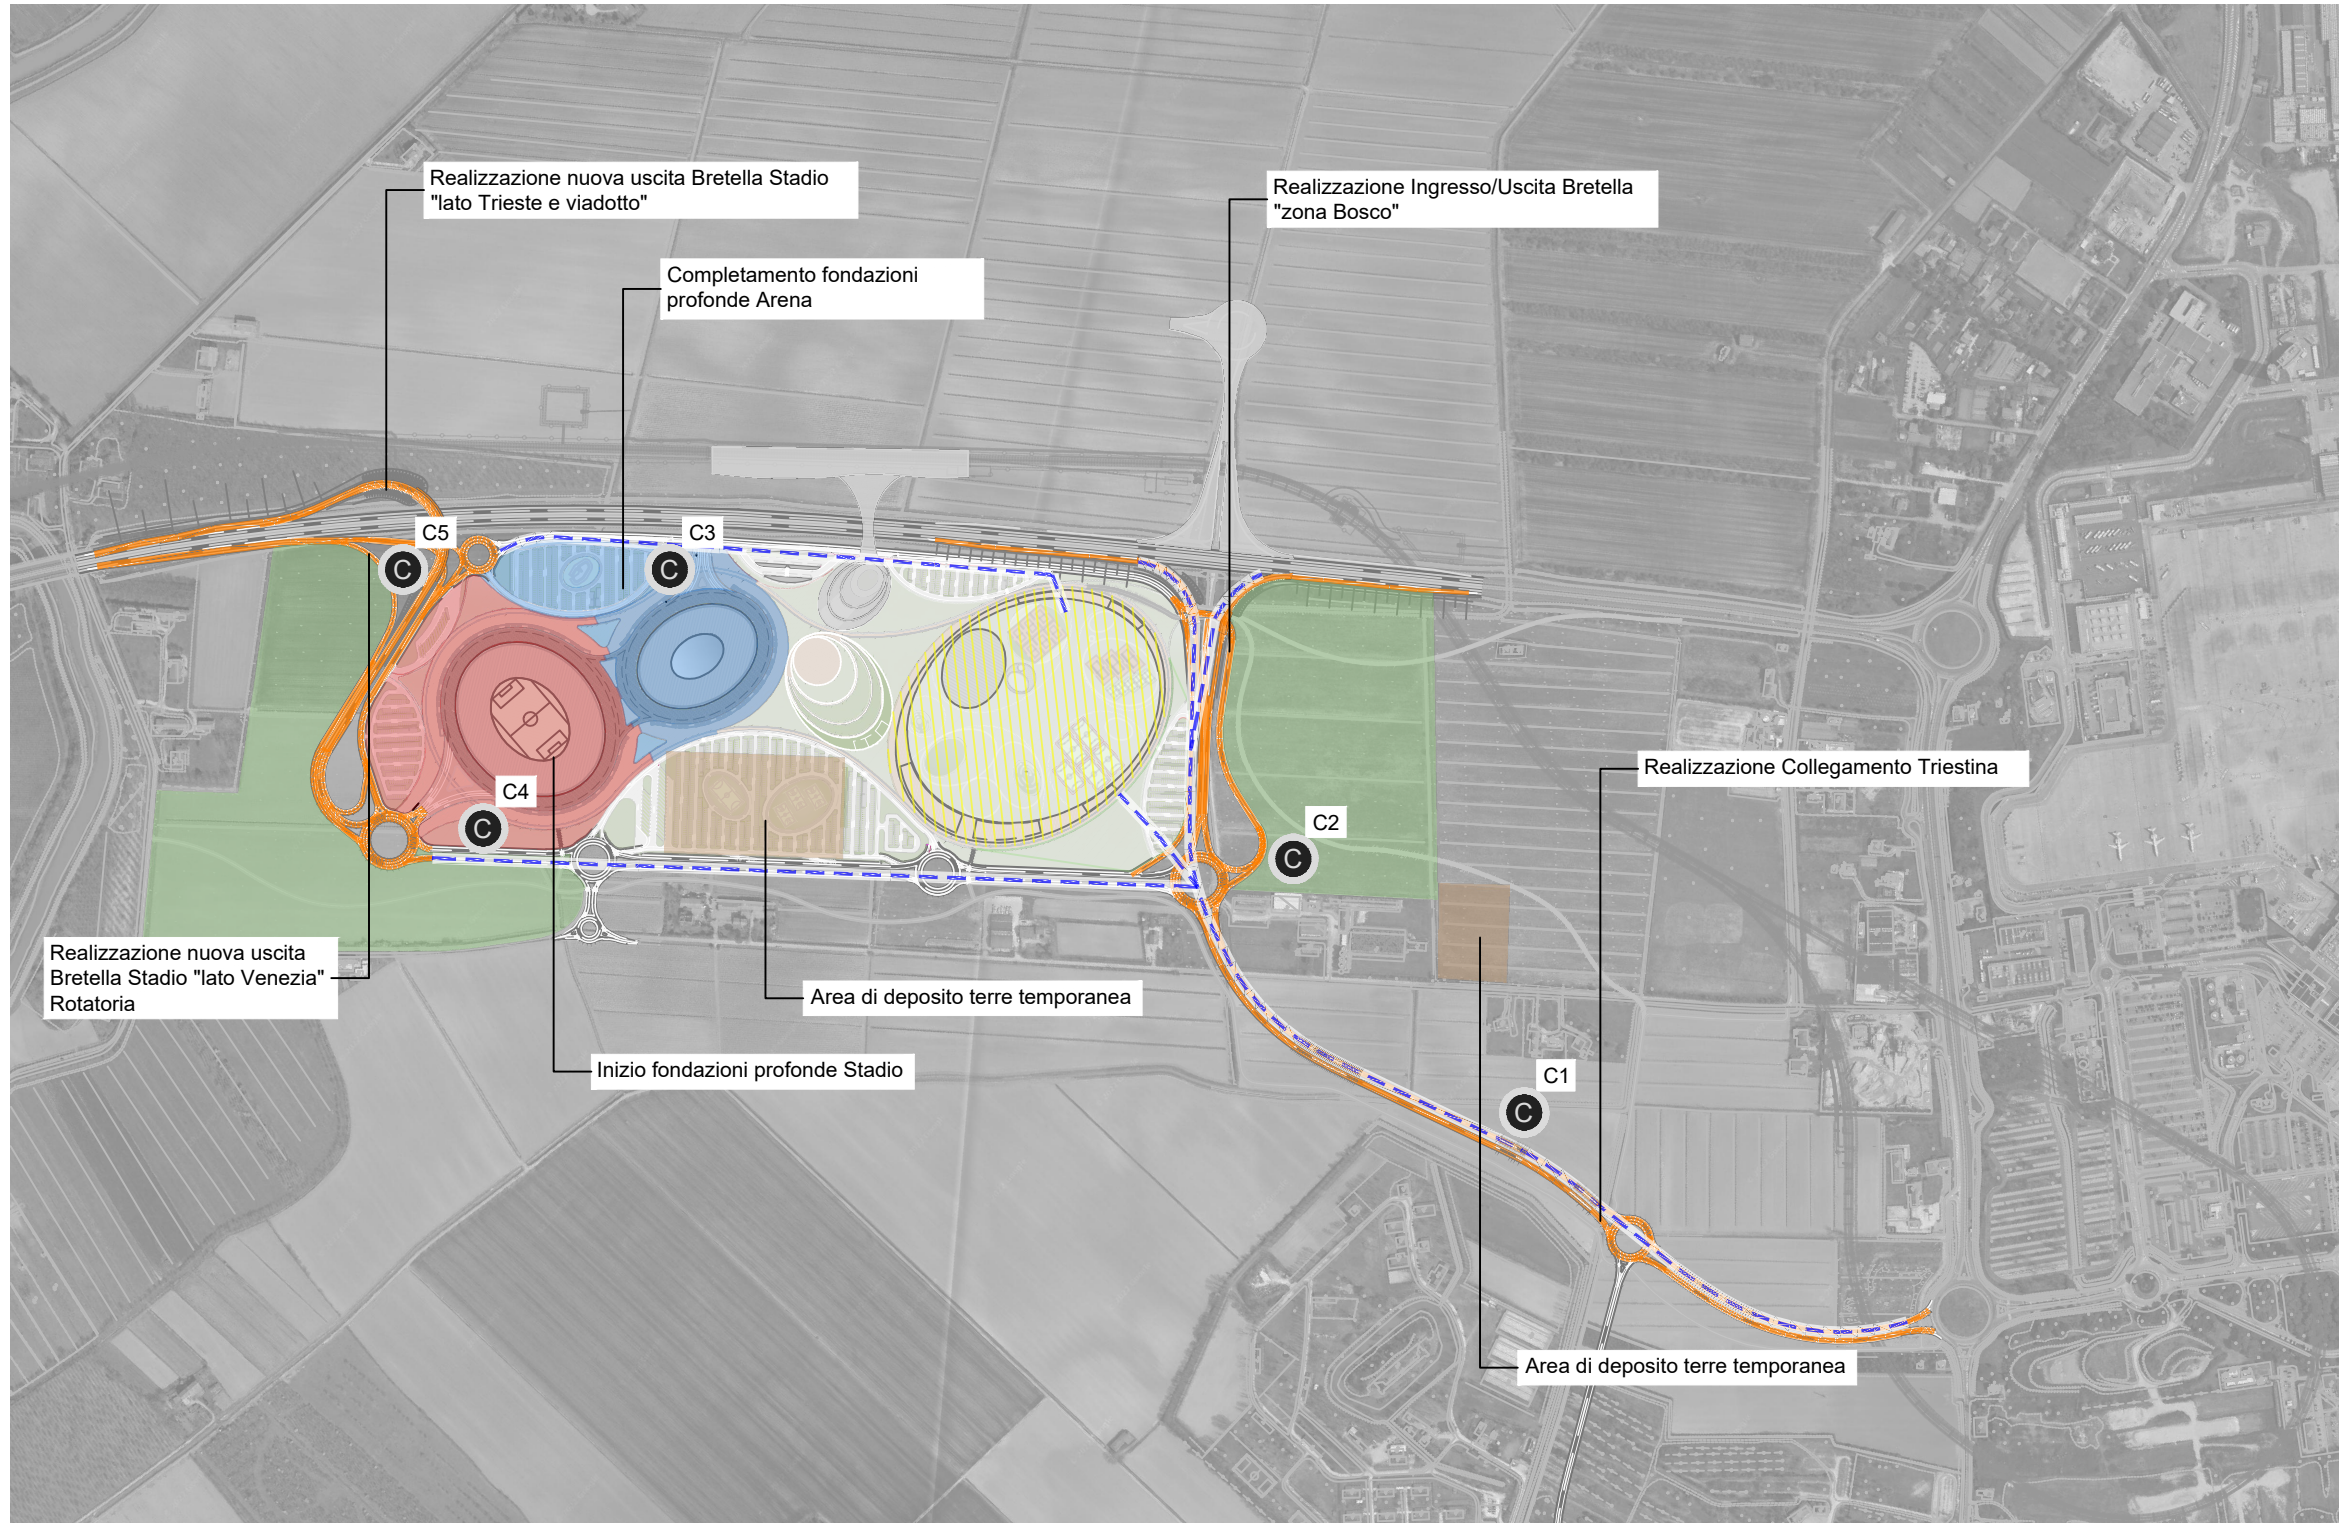 Realizzazione nuova uscita Bretella Stadio
"lato Trieste e viadotto"
Realizzazione Ingresso/Uscita Bretella
"zona Bosco"
Completamento fondazioni
profonde Arena
C5
C
C3
C
C4
C
Realizzazione Collegamento Triestina
C2
C
Realizzazione nuova uscita
Bretella Stadio "lato Venezia"
Rotatoria
Area di deposito terre temporanea
Inizio fondazioni profonde Stadio
C1
C
Area di deposito terre temporanea